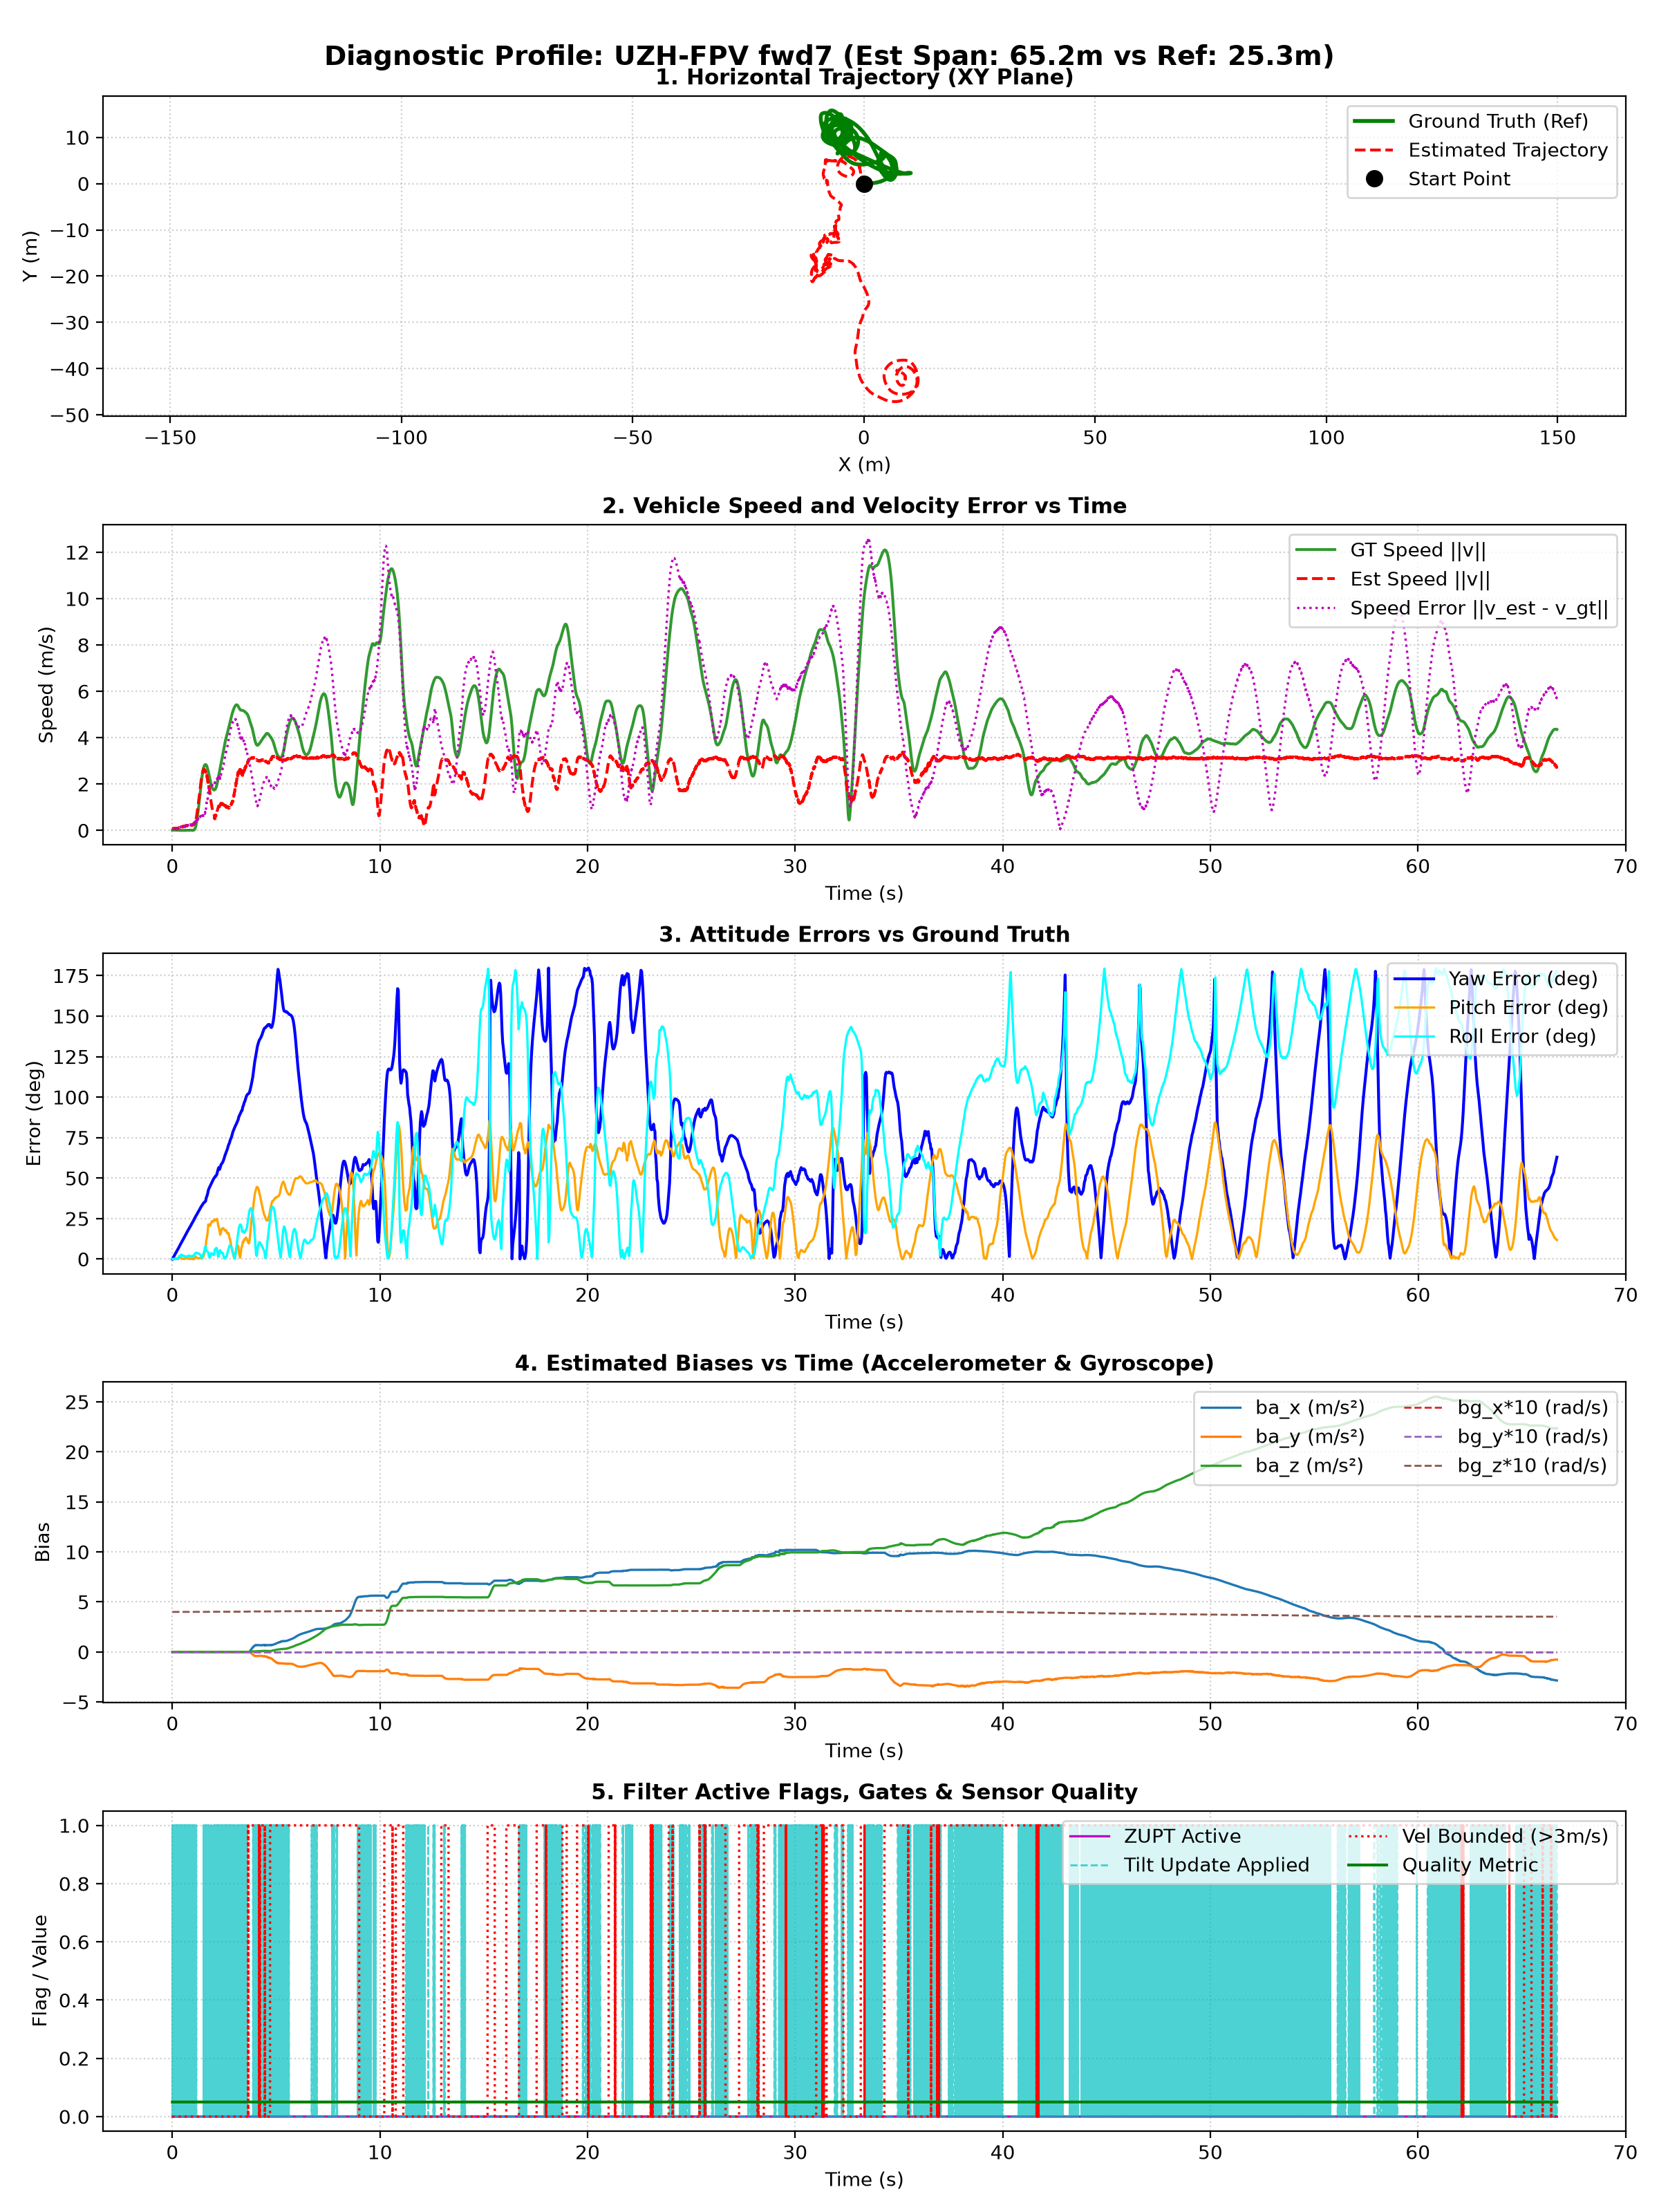 Diagnostic Profile: UZH-FPV fwd7 (Est Span: 65.2m vs Ref: 25.3m)
1. Horizontal Trajectory (XY Plane)
Ground Truth (Ref)
Estimated Trajectory
Start Point
10
0
−10
−20
−30
−40
−50
Y (m)
−150 −100 −50 0 50 100 150
X (m)
2. Vehicle Speed and Velocity Error vs Time
GT Speed ||v||
Est Speed ||v||
Speed Error ||v_est - v_gt||
12
10
8
6
4
2
0
Speed (m/s)
0 10 20 30 40 50 60 70
Time (s)
3. Attitude Errors vs Ground Truth
Yaw Error (deg)
Pitch Error (deg)
Roll Error (deg)
175
150
125
100
75
50
25
0
Error (deg)
0 10 20 30 40 50 60 70
Time (s)
4. Estimated Biases vs Time (Accelerometer & Gyroscope)
ba_x (m/s²) bg_x*10 (rad/s)
ba_y (m/s²) bg_y*10 (rad/s)
ba_z (m/s²) bg_z*10 (rad/s)
25
20
15
10
5
0
−5
Bias
0 10 20 30 40 50 60 70
Time (s)
5. Filter Active Flags, Gates & Sensor Quality
ZUPT Active Vel Bounded (>3m/s)
Tilt Update Applied Quality Metric
1.0
0.8
0.6
0.4
0.2
0.0
Flag / Value
0 10 20 30 40 50 60 70
Time (s)